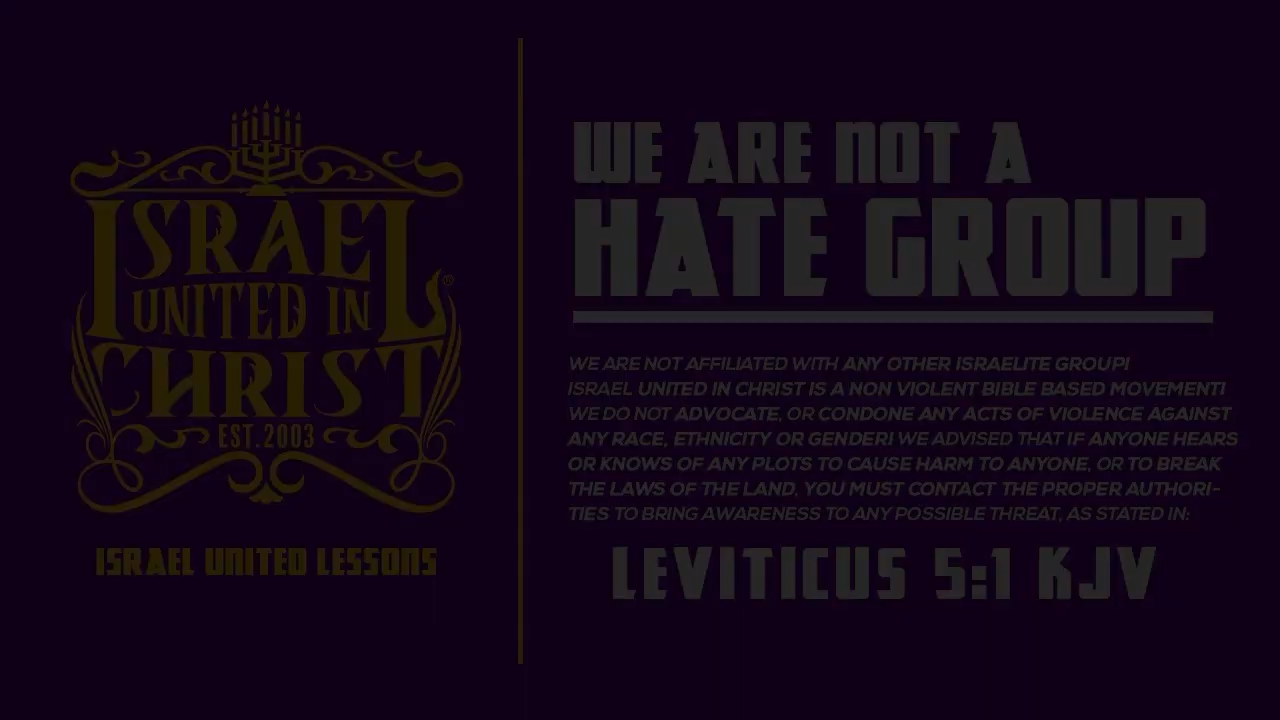 ISRAEL
UNITED IN
CHRIST
®
EST. 2003
ISRAEL UNITED LESSONS
WE ARE NOT A
HATE GROUP
WE ARE NOT AFFILIATED WITH ANY OTHER ISRAELITE GROUP!
ISRAEL UNITED IN CHRIST IS A NON VIOLENT BIBLE BASED MOVEMENT!
WE DO NOT ADVOCATE, OR CONDONE ANY ACTS OF VIOLENCE AGAINST
ANY RACE, ETHNICITY OR GENDER! WE ADVISED THAT IF ANYONE HEARS
OR KNOWS OF ANY PLOTS TO CAUSE HARM TO ANYONE, OR TO BREAK
THE LAWS OF THE LAND, YOU MUST CONTACT THE PROPER AUTHORI-
TIES TO BRING AWARENESS TO ANY POSSIBLE THREAT, AS STATED IN:
LEVITICUS 5:1 KJV